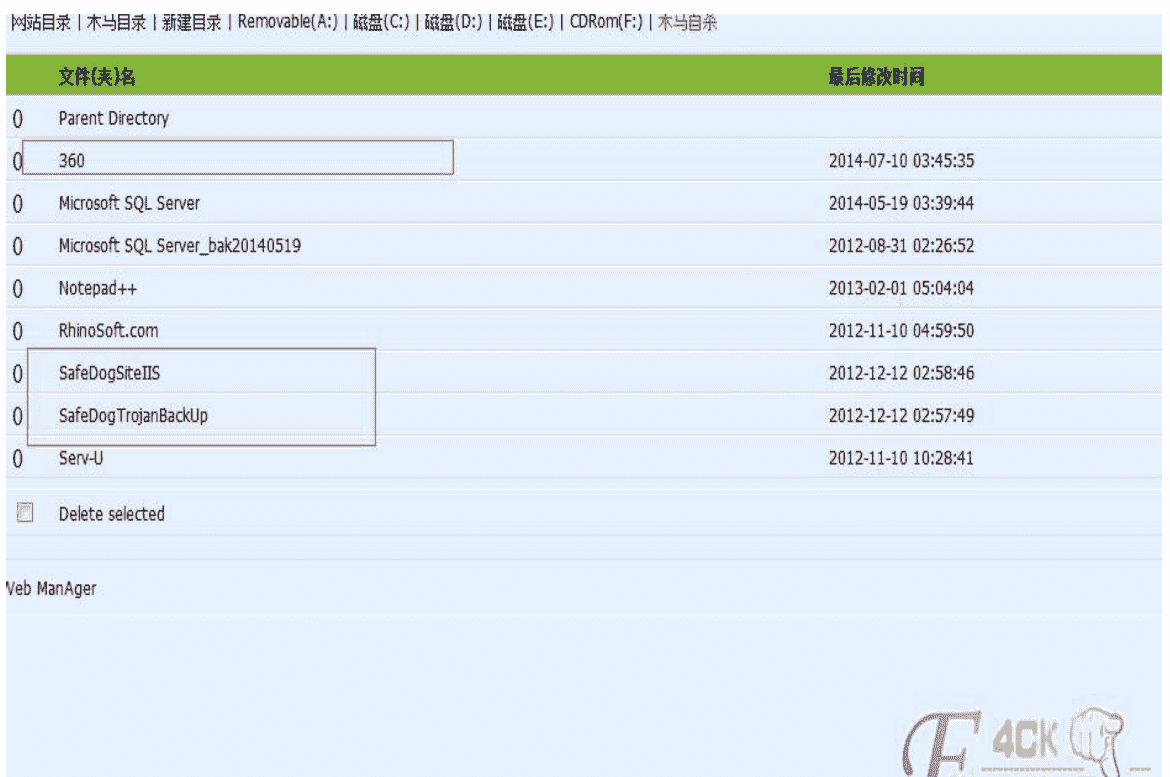 网站目录 | 木马目录 | 新建目录 | Removable(A:) | 磁盘(C:) | 磁盘(D:) | 磁盘(E:) | CDRom(F:) | 木马自杀
文件(夹)名 最后修改时间
0 Parent Directory
0 360 2014-07-10 03:45:35
0 Microsoft SQL Server 2014-05-19 03:39:44
0 Microsoft SQL Server_bak20140519 2012-08-31 02:26:52
0 Notepad++ 2013-02-01 05:04:04
0 RhinoSoft.com 2012-11-10 04:59:50
0 SafeDogSiteIIS 2012-12-12 02:58:46
0 SafeDogTrojanBackUp 2012-12-12 02:57:49
0 Serv-U 2012-11-10 10:28:41
Delete selected
Web ManAger
F 4CK